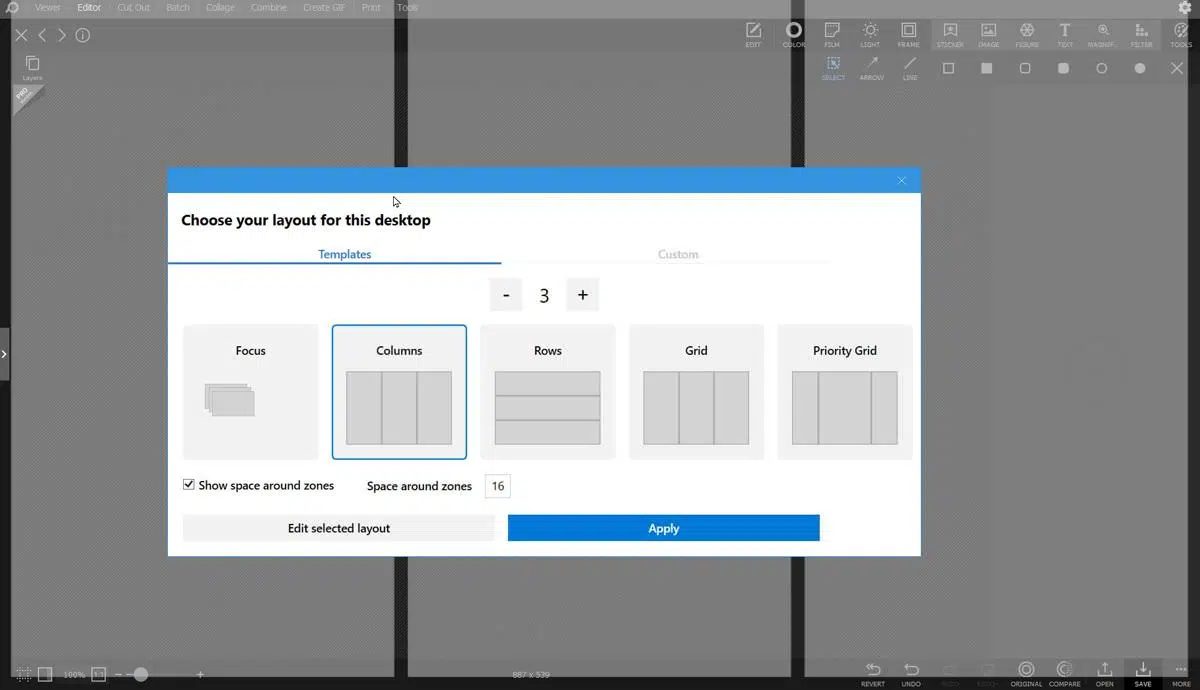 Viewer Editor Cut Out Batch Collage Combine Create GIF Print Tools
EDIT COLOR FILM LIGHT FRAME STICKER IMAGE FIGURE TEXT MAGNIF. FILTER TOOLS
Layers
SELECT ARROW LINE
PRO
Choose your layout for this desktop
Templates Custom
- 3 +
Focus Columns Rows Grid Priority Grid
Show space around zones Space around zones 16
Edit selected layout Apply
100% 1:1 887 x 539
REVERT UNDO ORIGINAL COMPARE OPEN SAVE MORE